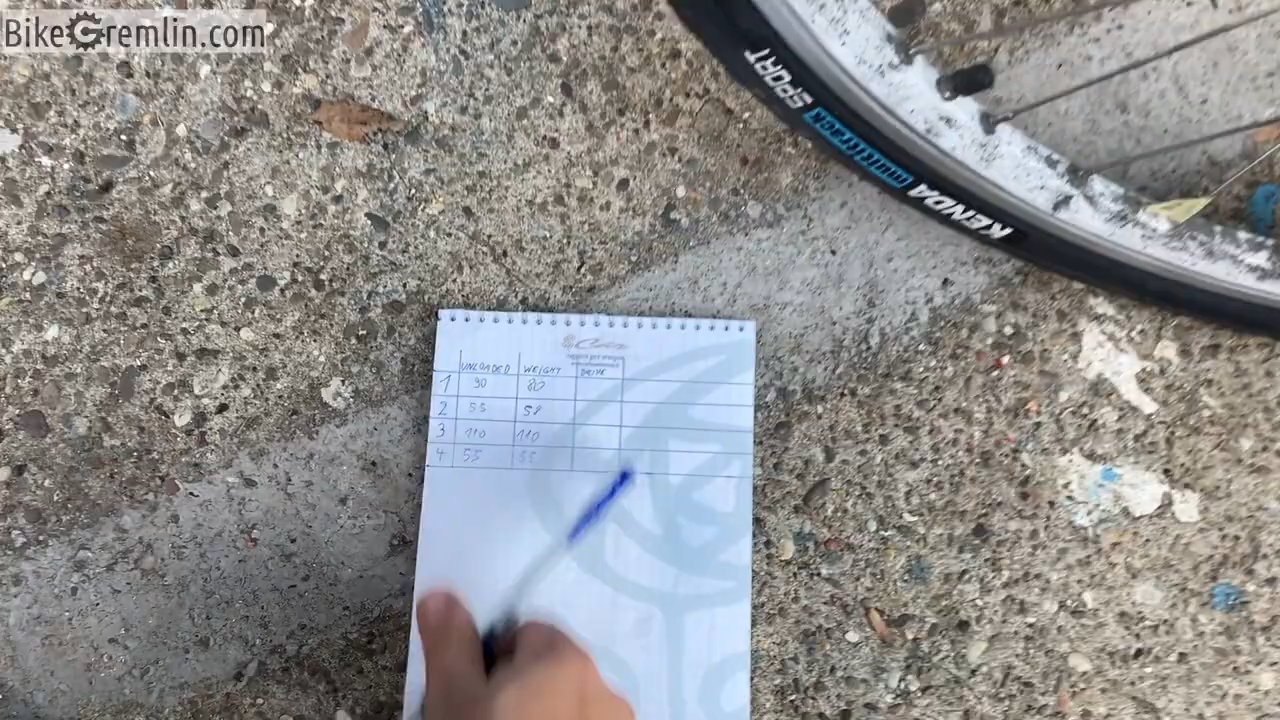 BikeGremlin.com
SPORT
multitrack
KENDA
UNLOADED WEIGHT DRIVE
1 90 80
2 55 58
3 110 110
4 55 55